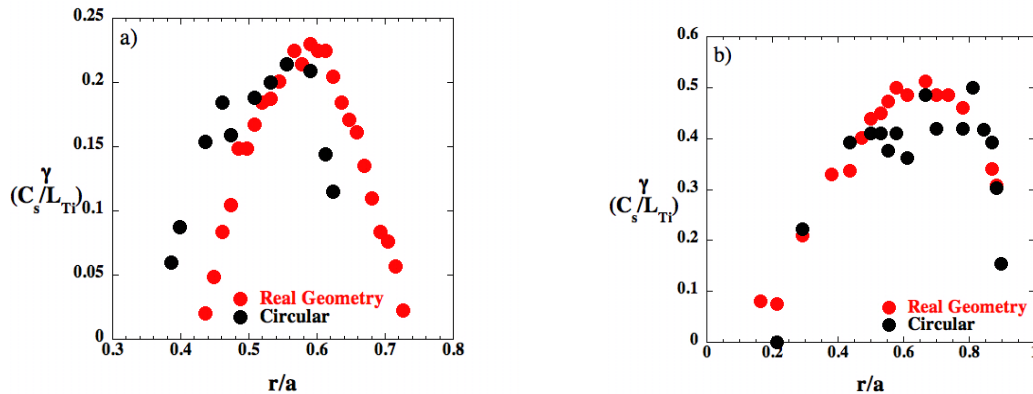 a)
0.25
0.2
0.15
0.1
0.05
0
γ
(C_s/L_Ti)
Real Geometry
Circular
0.3 0.4 0.5 0.6 0.7 0.8
r/a
b)
0.6
0.5
0.4
0.3
0.2
0.1
0
γ
(C_s/L_Ti)
Real Geometry
Circular
0 0.2 0.4 0.6 0.8 1
r/a